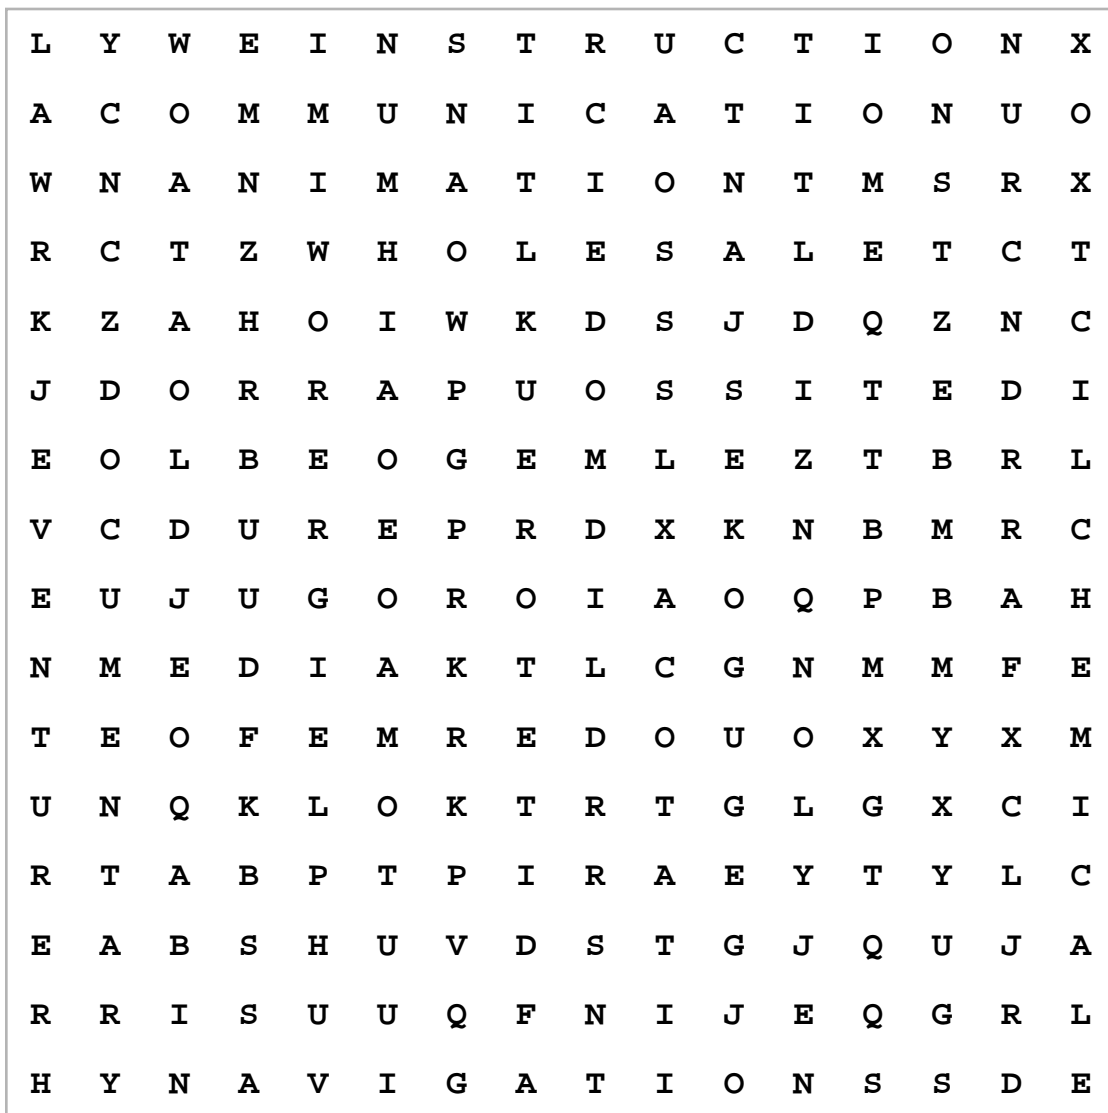 L Y W E I N S T R U C T I O N X
A C O M M U N I C A T I O N U O
W N A N I M A T I O N T M S R X
R C T Z W H O L E S A L E T C T
K Z A H O I W K D S J D Q Z N C
J D O R R A P U O S S I T E D I
E O L B E O G E M L E Z T B R L
V C D U R E P R D X K N B M R C
E U J U G O R O I A O Q P B A H
N M E D I A K T L C G N M M F E
T E O F E M R E D O U O X Y X M
U N Q K L O K T R T G L G X C I
R T A B P T P I R A E Y T Y L C
E A B S H U V D S T G J Q U J A
R R I S U U Q F N I J E Q G R L
H Y N A V I G A T I O N S S D E